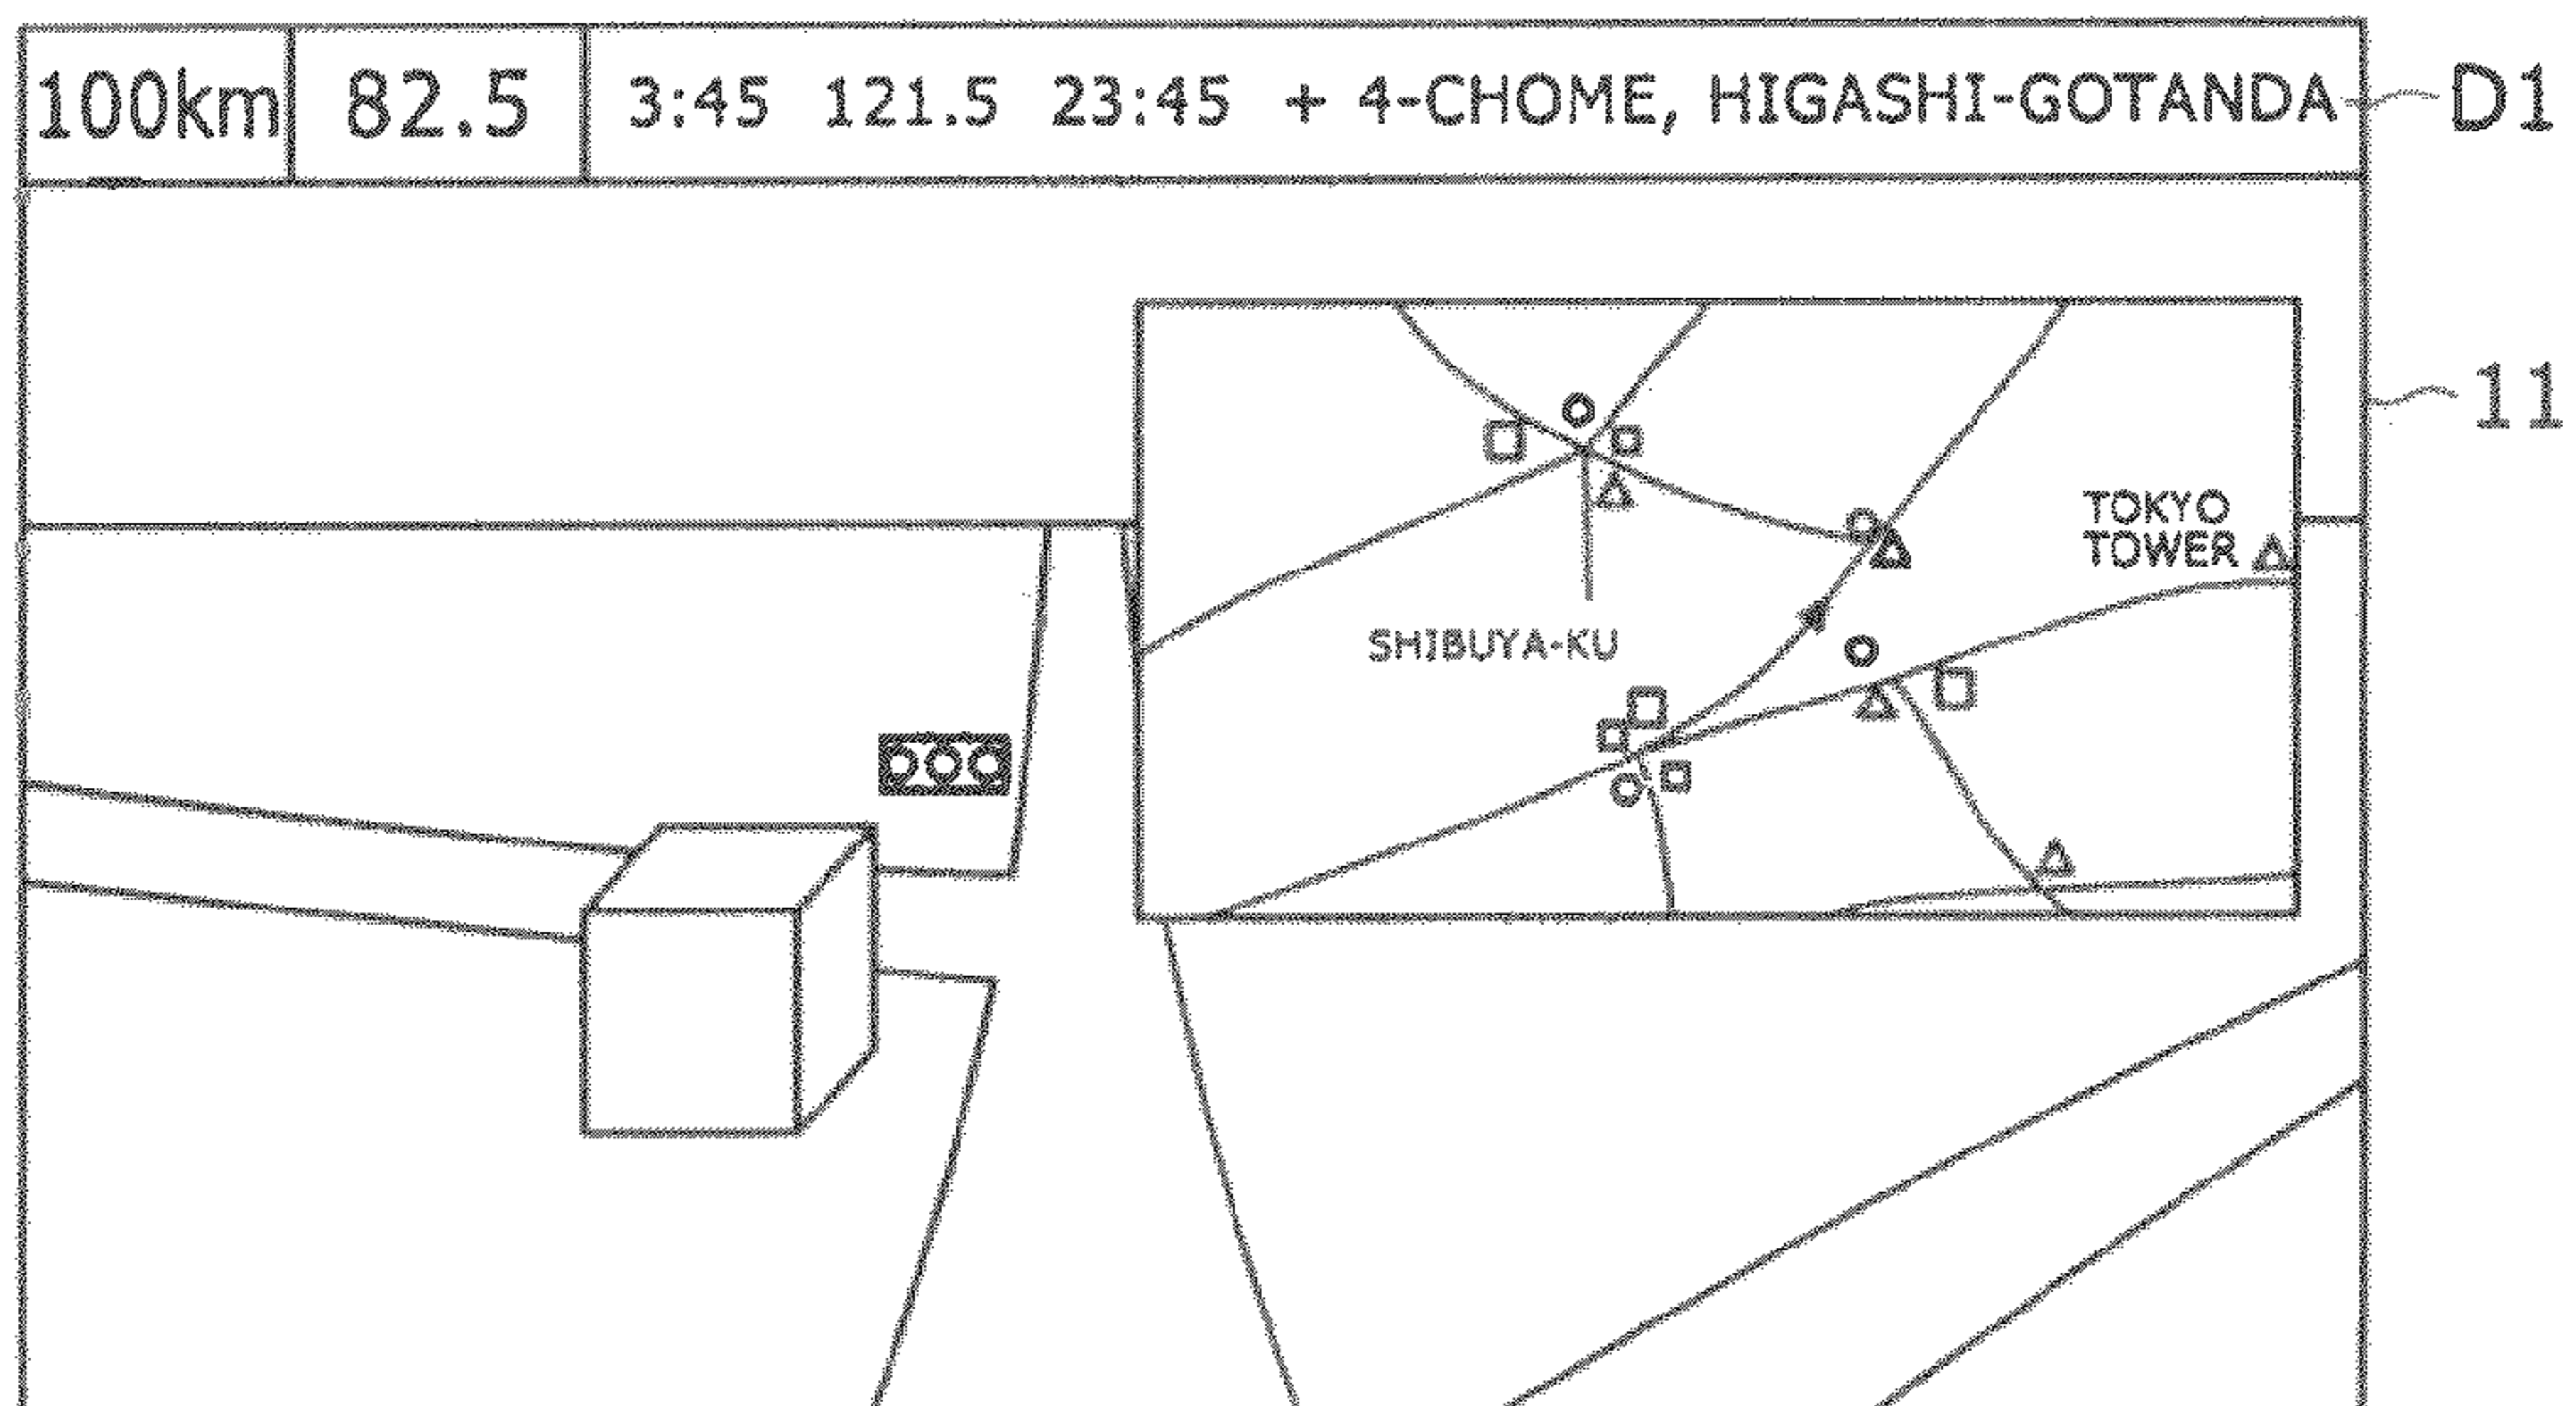 100km 82.5 3:45 121.5 23:45 + 4-CHOME, HIGASHI-GOTANDA D1
11
TOKYO
TOWER
SHIBUYA-KU